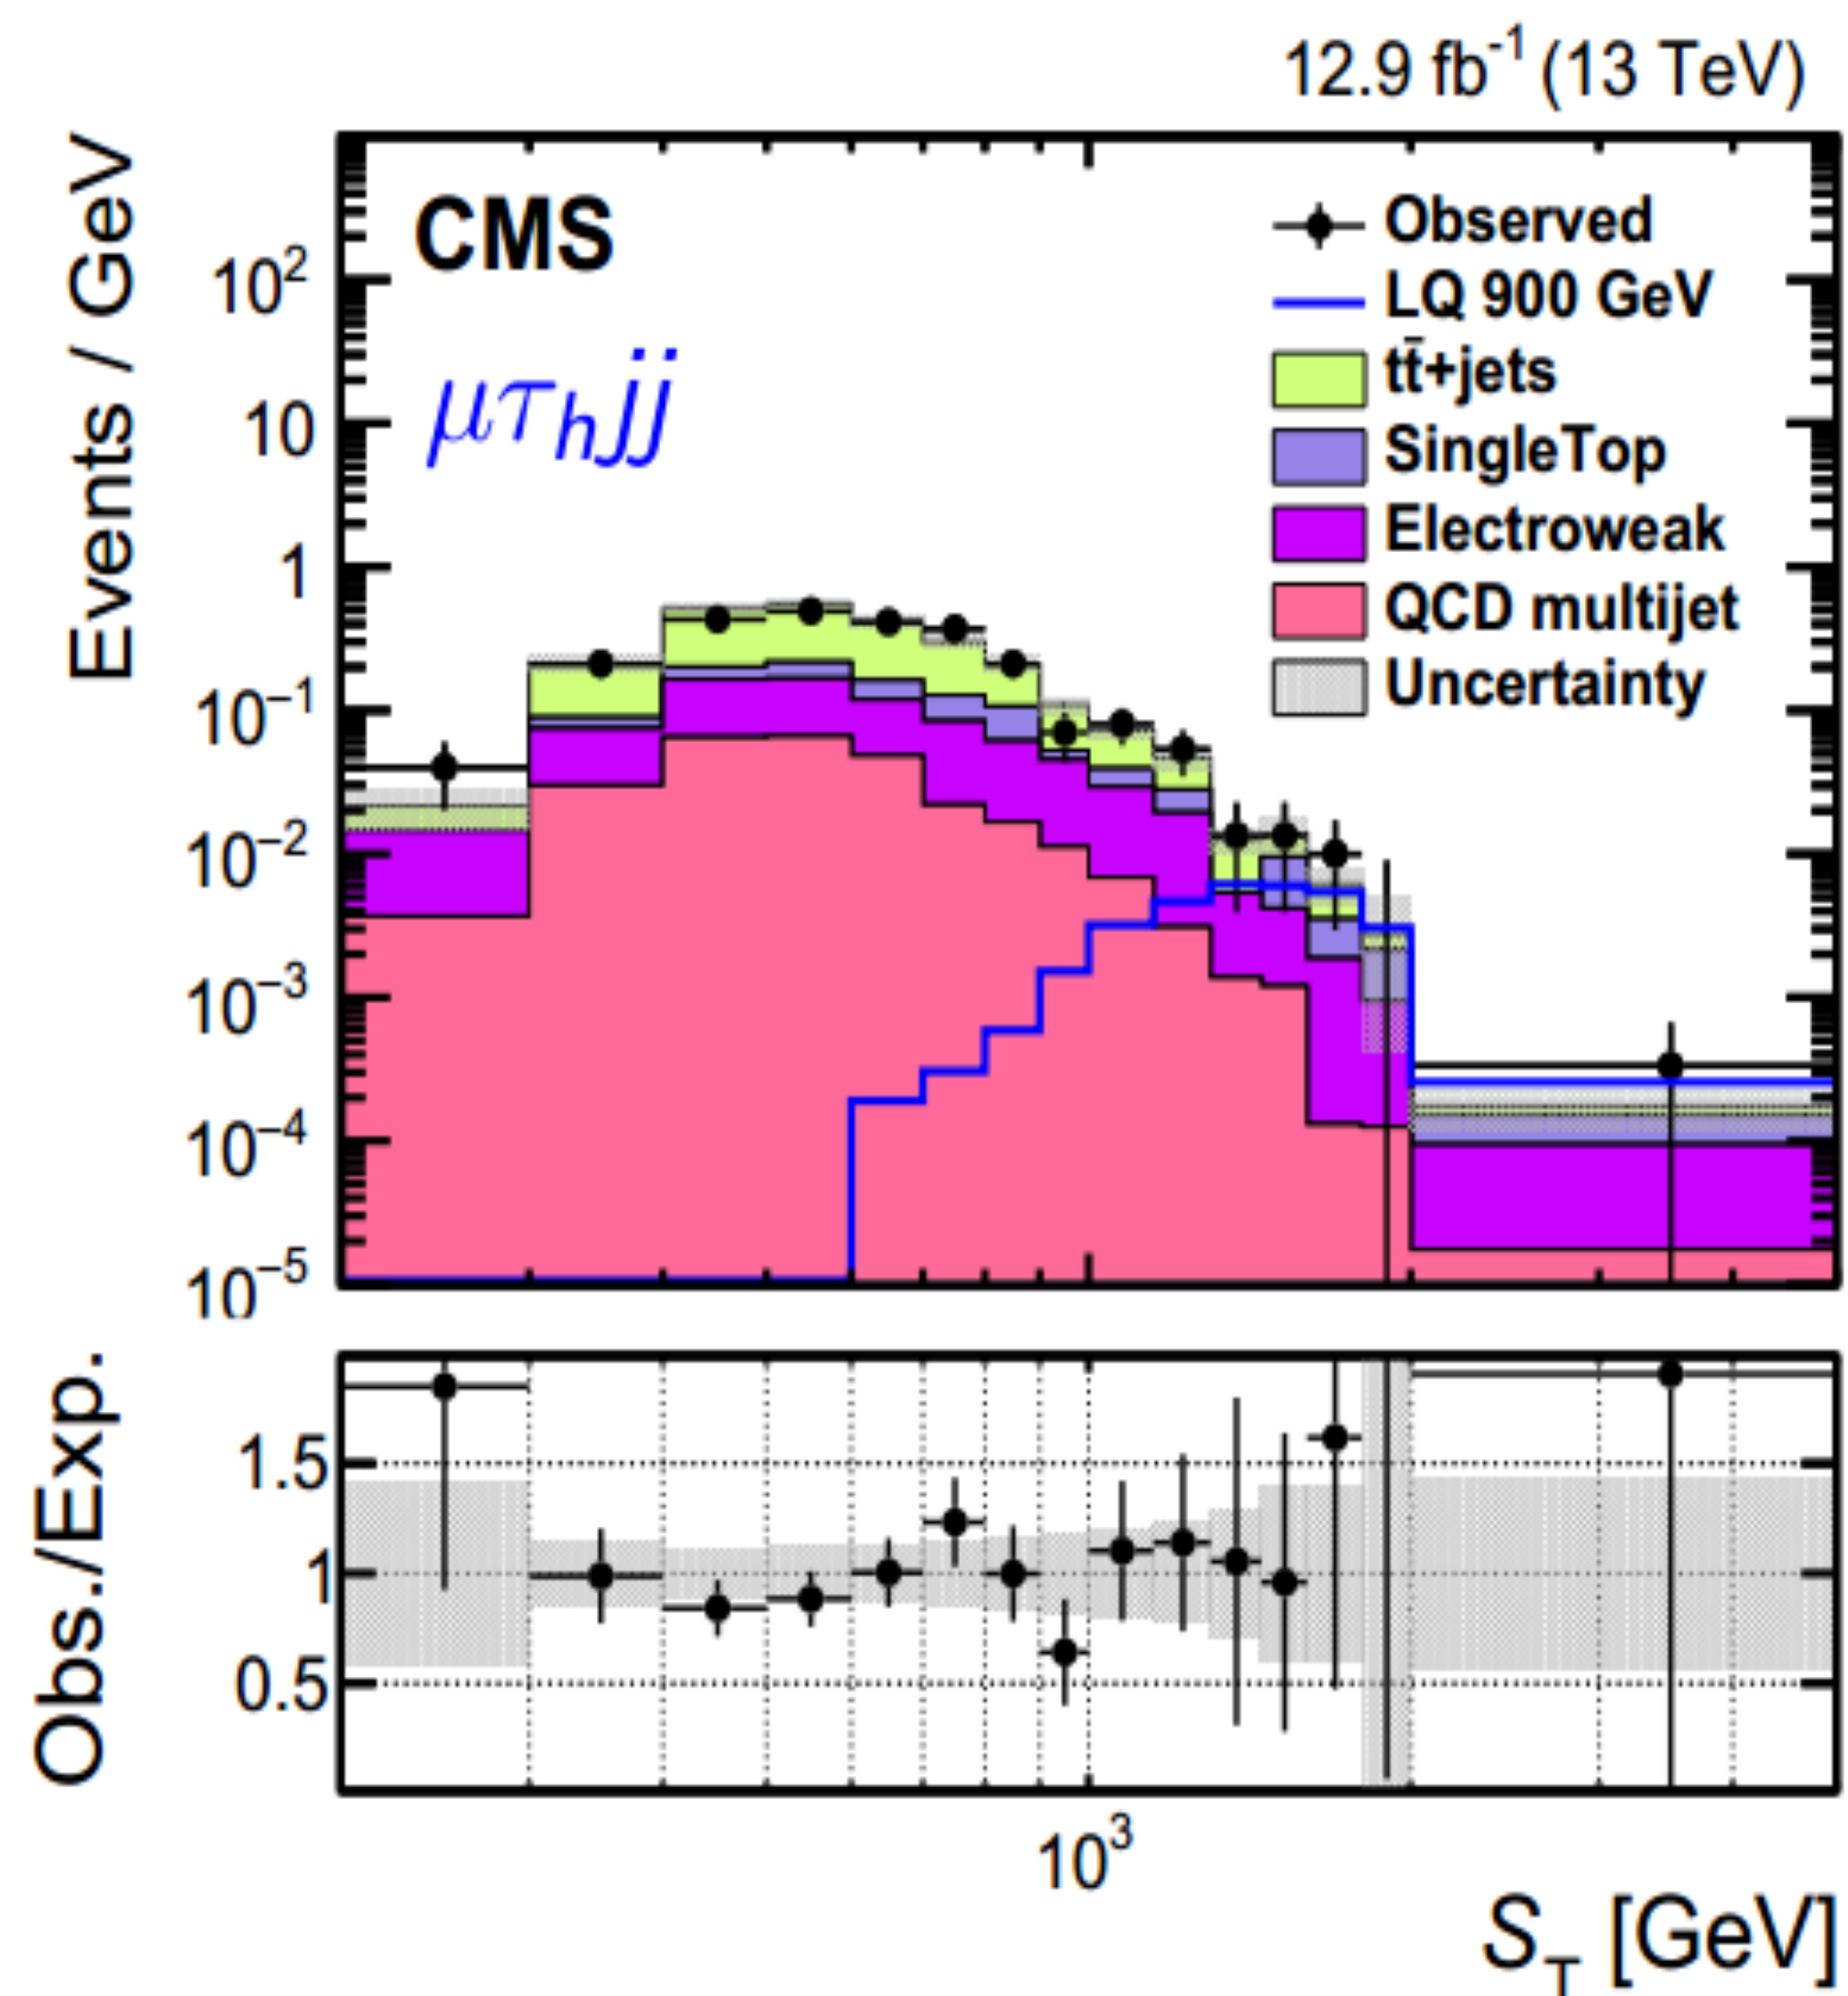 12.9 fb⁻¹ (13 TeV)
Events / GeV
CMS
μτₕjj
Observed
LQ 900 GeV
tt̄+jets
SingleTop
Electroweak
QCD multijet
Uncertainty
10²
10
1
10⁻¹
10⁻²
10⁻³
10⁻⁴
10⁻⁵
Obs./Exp.
1.5
1
0.5
10³
S_T [GeV]